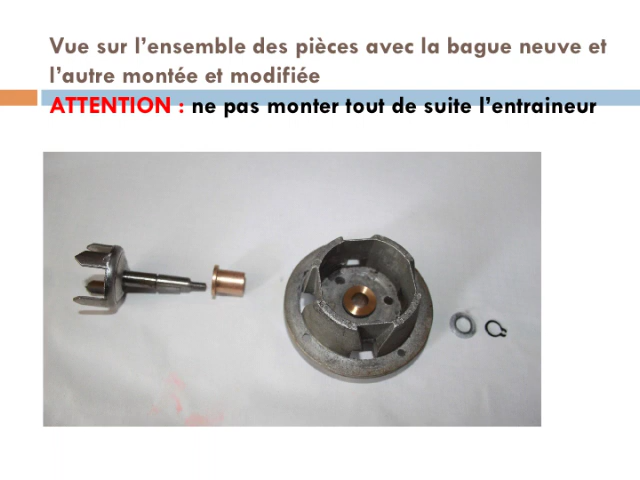 Vue sur l’ensemble des pièces avec la bague neuve et
l’autre montée et modifiée
ATTENTION : ne pas monter tout de suite l’entraineur